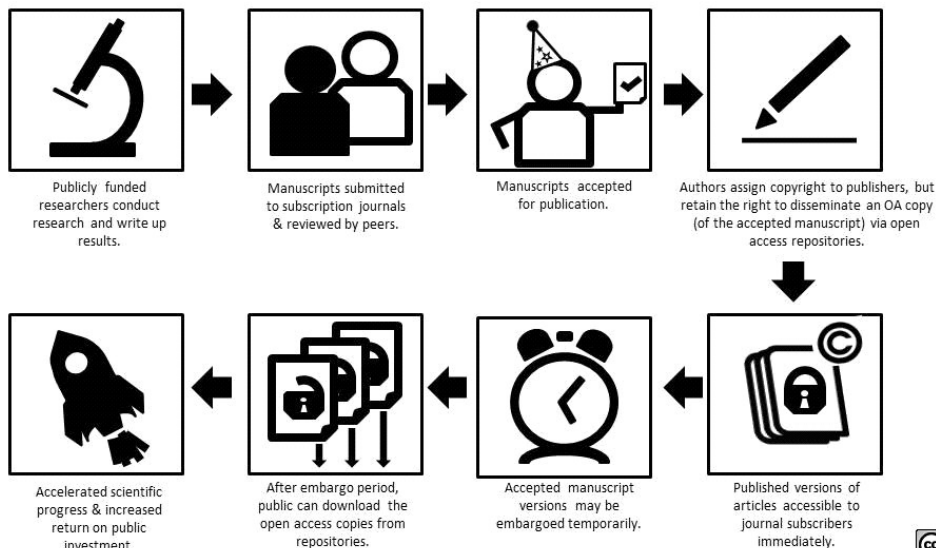 Publicly funded
researchers conduct
research and write up
results.
Manuscripts submitted
to subscription journals
& reviewed by peers.
Manuscripts accepted
for publication.
Authors assign copyright to publishers, but
retain the right to disseminate an OA copy
(of the accepted manuscript) via open
access repositories.
©
Published versions of
articles accessible to
journal subscribers
immediately.
Accepted manuscript
versions may be
embargoed temporarily.
After embargo period,
public can download the
open access copies from
repositories.
Accelerated scientific
progress & increased
return on public
investment.
cc